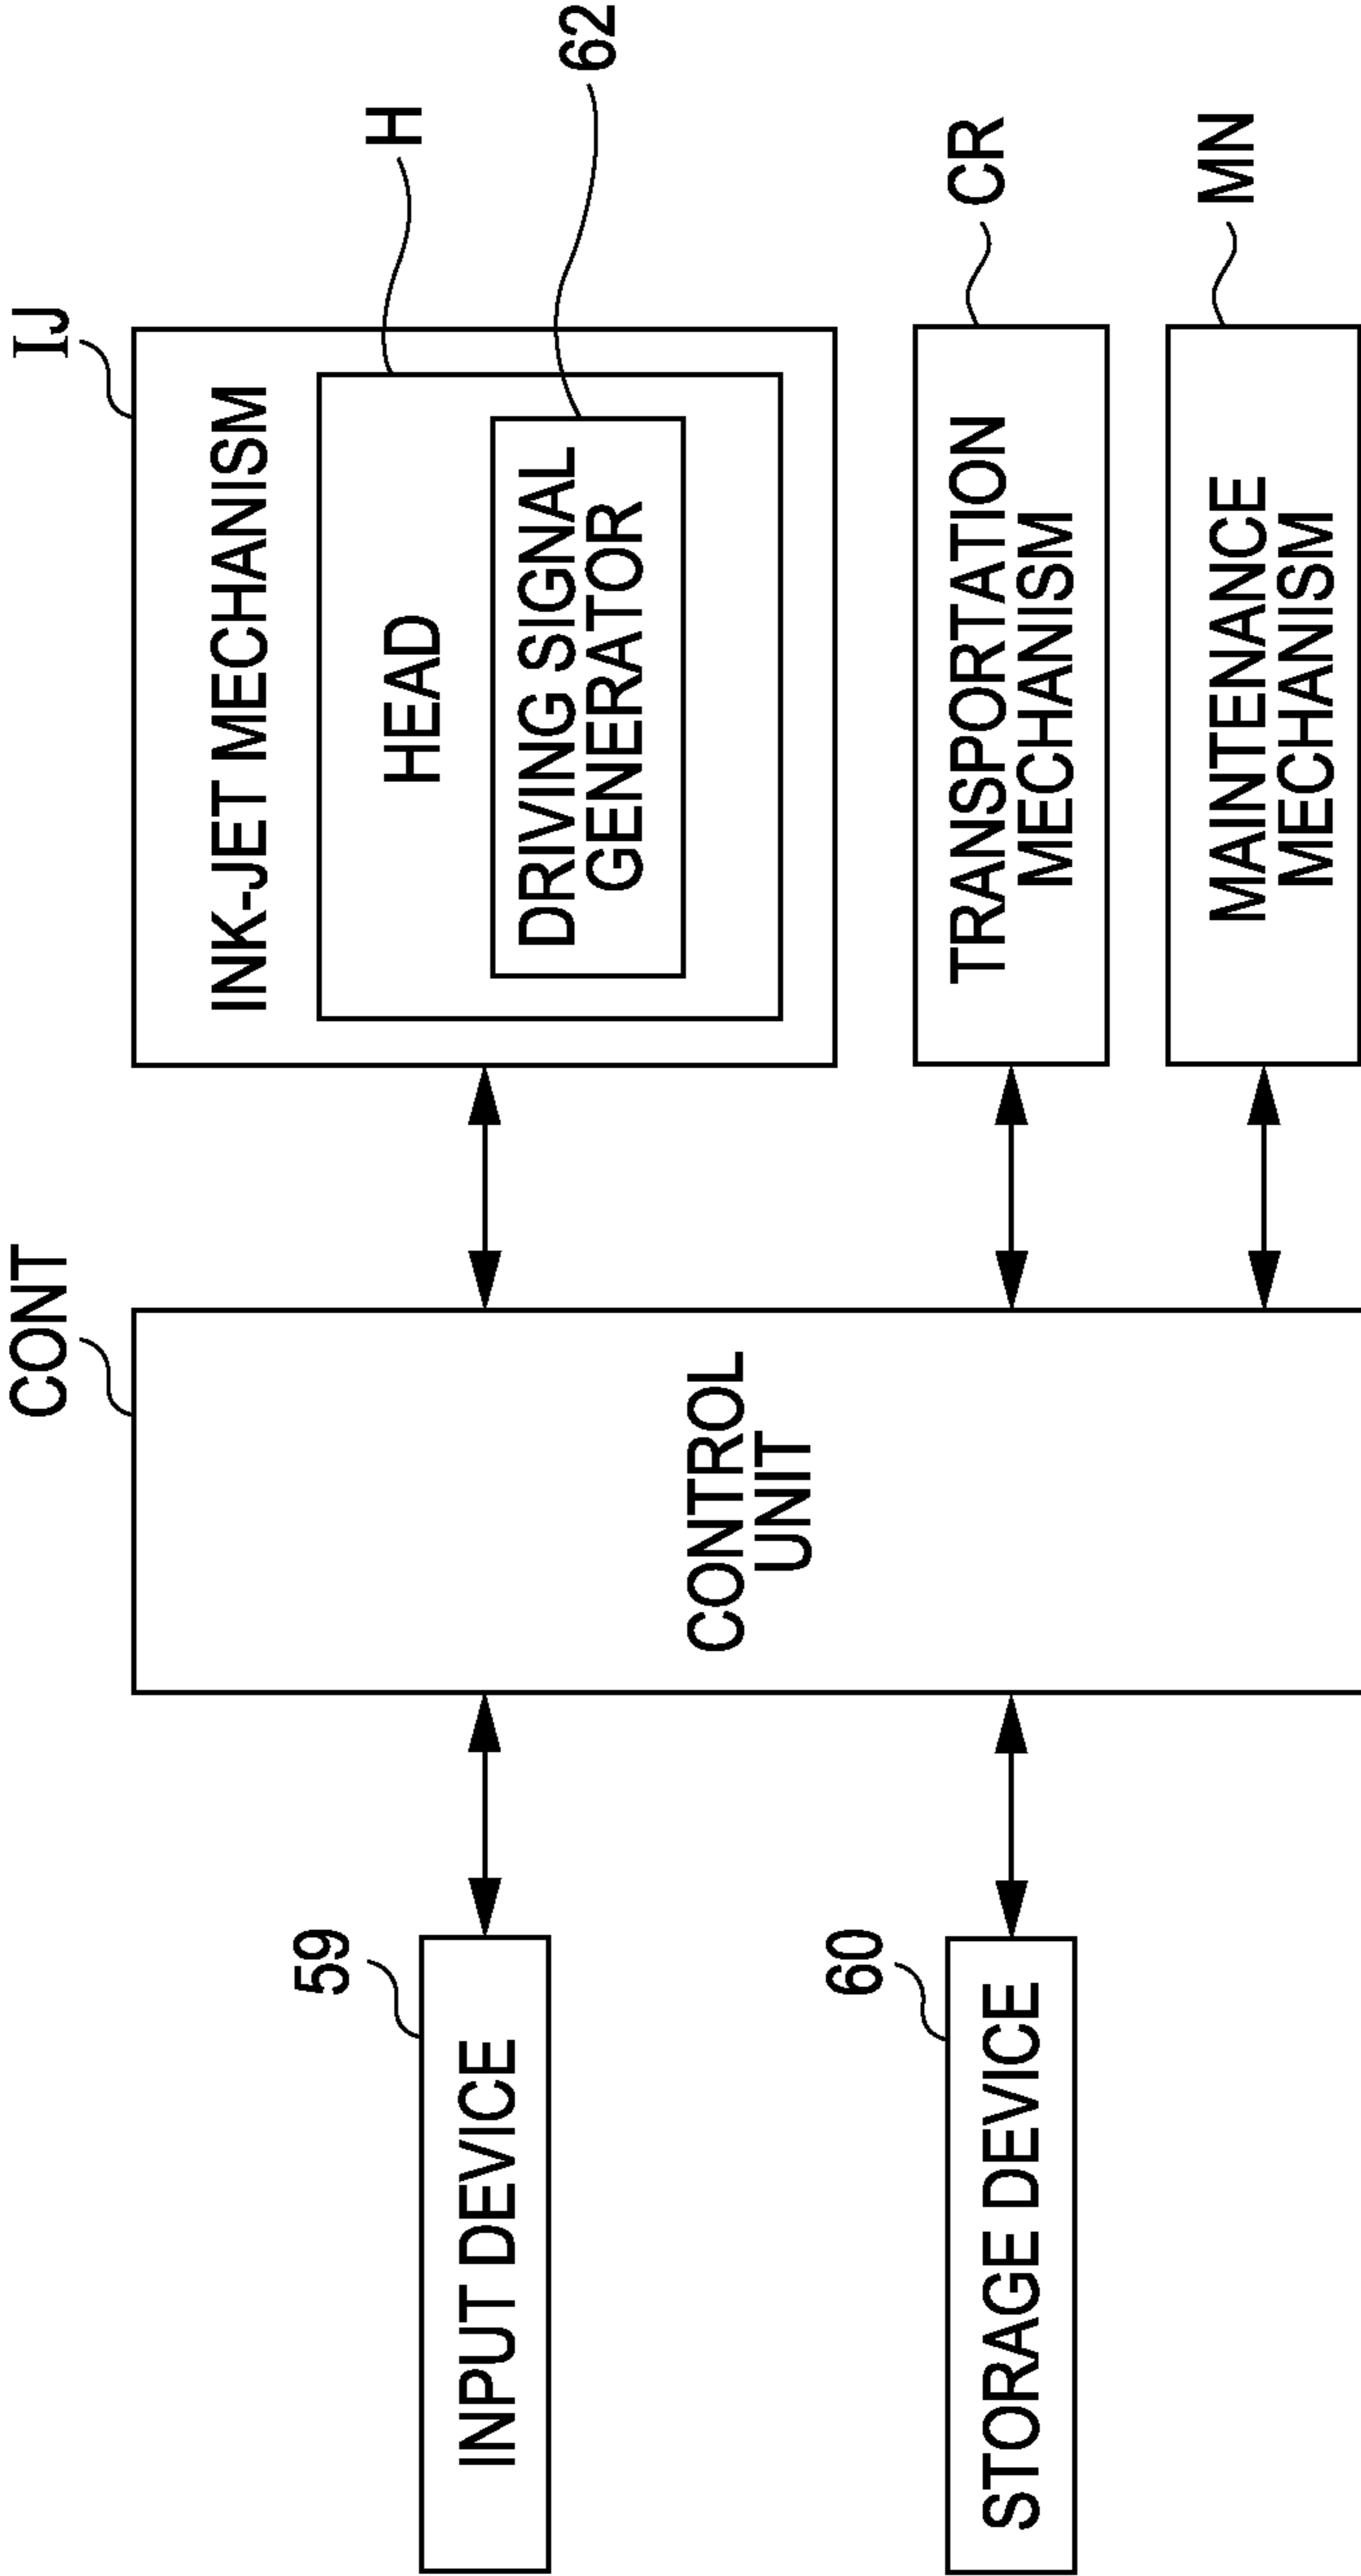 CONT
IJ
INK-JET MECHANISM
H
HEAD
62
59
INPUT DEVICE
DRIVING SIGNAL
GENERATOR
CONTROL
UNIT
60
STORAGE DEVICE
CR
TRANSPORTATION
MECHANISM
MN
MAINTENANCE
MECHANISM